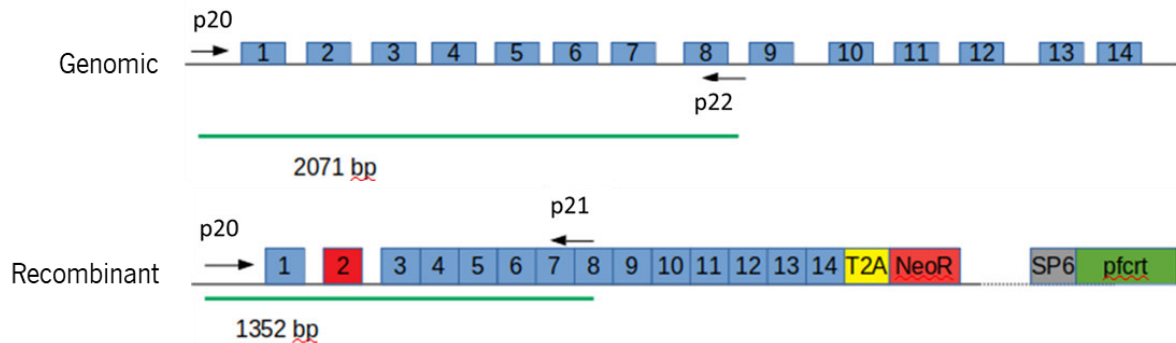 p20
1 2 3 4 5 6 7 8 9 10 11 12 13 14
Genomic
p22
2071 bp
p21
p20
Recombinant 1 2 3 4 5 6 7 8 9 10 11 12 13 14 T2A NeoR SP6 pfcrt
1352 bp